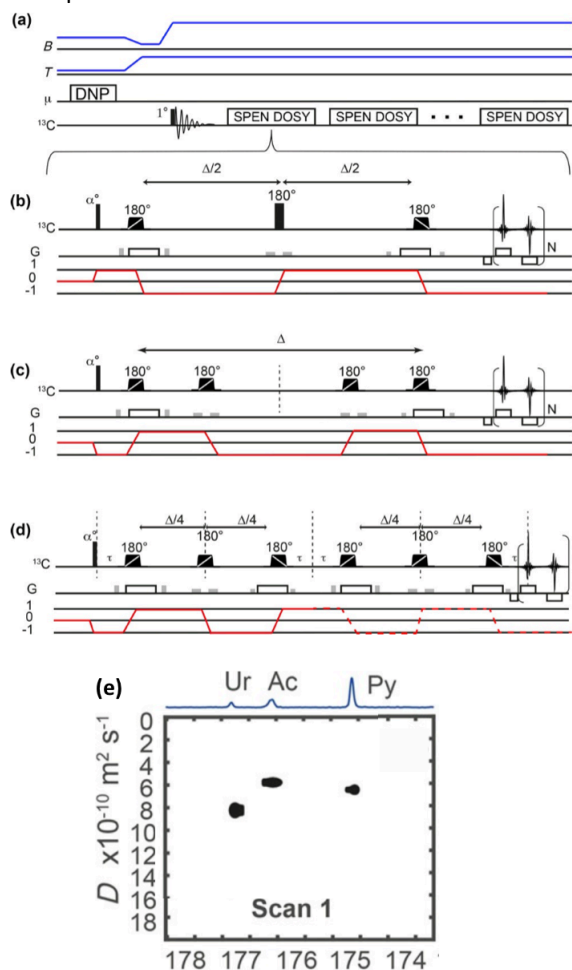 (a)
B
T
μ DNP
¹³C 1° SPEN DOSY SPEN DOSY ▪ ▪ ▪ SPEN DOSY
Δ/2 Δ/2
(b) α° 180° 180° 180°
¹³C
G N
1
0
-1
Δ
(c) α° 180° 180° 180° 180°
¹³C
G N
1
0
-1
(d) Δ/4 Δ/4 Δ/4 Δ/4
180° 180°
α° τ 180° 180° τ τ 180° 180° τ
¹³C
G
1
0
-1
(e) Ur Ac Py
D x10⁻¹⁰ m² s⁻¹
0
2
4
6
8
10
12
14
16
18
Scan 1
178 177 176 175 174